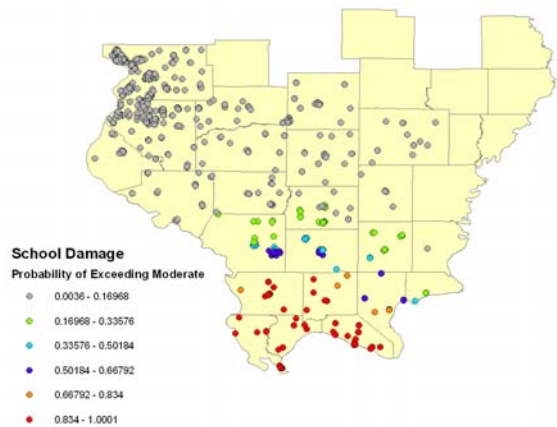 School Damage
Probability of Exceeding Moderate
0.0036 - 0.16968
0.16968 - 0.33576
0.33576 - 0.50184
0.50184 - 0.66792
0.66792 - 0.834
0.834 - 1.0001